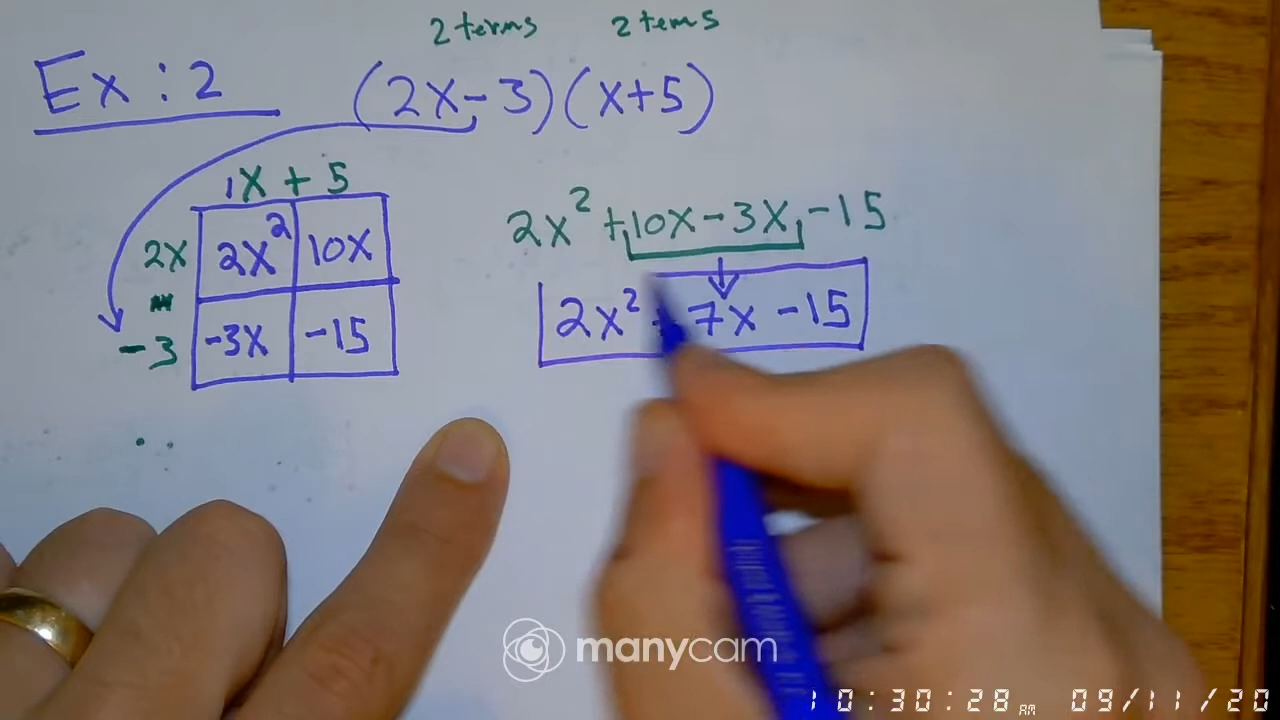 2 terms 2 tems
Ex : 2 (2x-3)(x+5)
1x + 5
2x 2x² 10x
-3 -3x -15
2x² +10x-3x -15
2x² 7x -15
manycam
10:30:28 AM 09/11/20